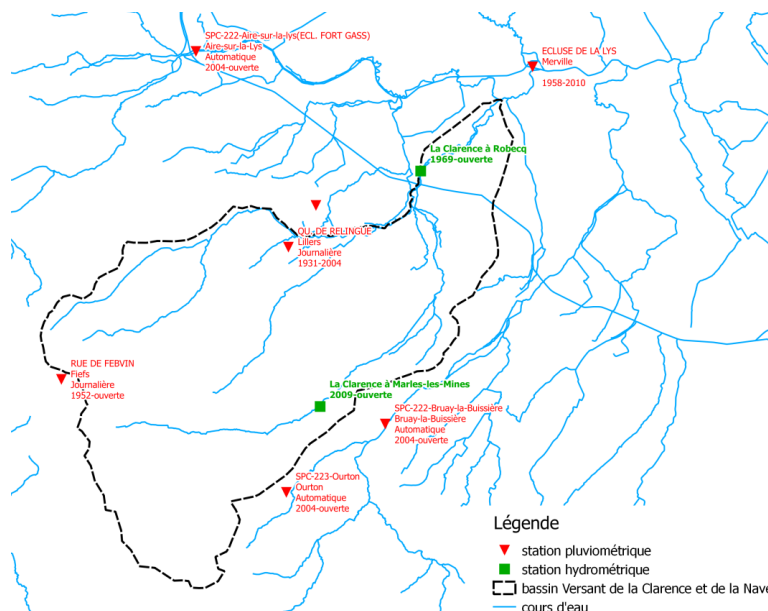 SPC-222-Aire-sur-la-lys(ECL. FORT GASS)
Aire-sur-la-Lys
Automatique
2004-ouverte
ECLUSE DE LA LYS
Merville
1958-2010
La Clarence à Robecq
1969-ouverte
QU. DE RELINGUE
Lillers
Journalière
1931-2004
RUE DE FEBVIN
Fiefs
Journalière
1952-ouverte
La Clarence à Marles-les-Mines
2009-ouverte
SPC-222-Bruay-la-Buissière
Bruay-la-Buissière
Automatique
2004-ouverte
SPC-223-Ourton
Ourton
Automatique
2004-ouverte
Légende
station pluviométrique
station hydrométrique
bassin Versant de la Clarence et de la Nave
cours d'eau